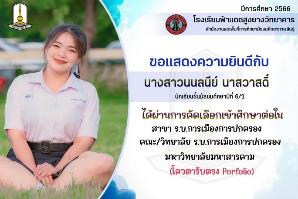 ปีการศึกษา 2566
โรงเรียนฟ้าแดดสูงยางวิทยาคาร
ขอแสดงความยินดีกับ
นางสาวนนลนีย์ นาสวาสดิ์
นักเรียนชั้นมัธยมศึกษาปีที่ 6/1
ได้ผ่านการคัดเลือกเข้าศึกษาต่อใน
สาขา ร.บ.การเมืองการปกครอง
คณะ/วิทยาลัย ร.บ.การเมืองการปกครอง
มหาวิทยาลัยมหาสารคาม
(โควตารับตรง Porfolio)